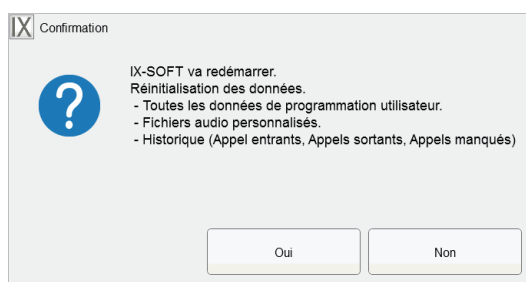 IX Confirmation
IX-SOFT va redémarrer.
Réinitialisation des données.
- Toutes les données de programmation utilisateur.
- Fichiers audio personnalisés.
- Historique (Appel entrants, Appels sortants, Appels manqués)
Oui Non